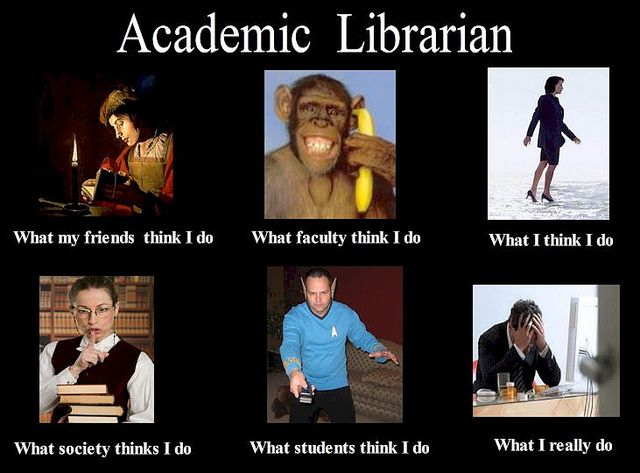 Academic Librarian
What my friends think I do
What faculty think I do
What I think I do
What society thinks I do
What students think I do
What I really do